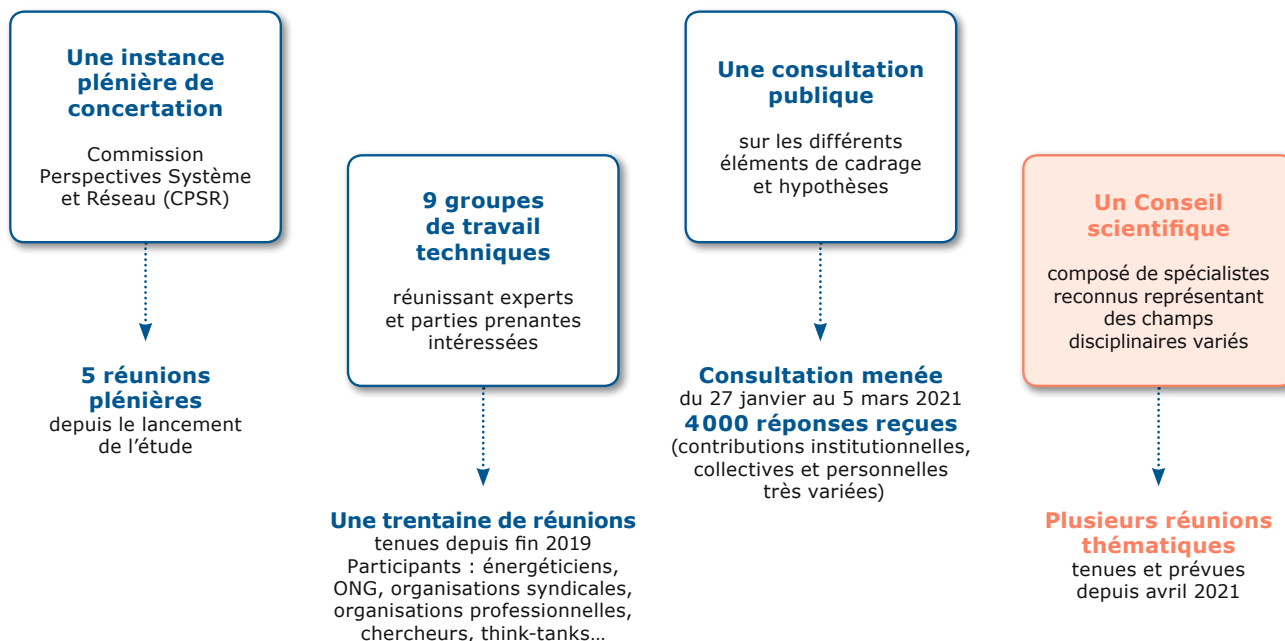 Une instance
plénière de
concertation
Commission
Perspectives Système
et Réseau (CPSR)
5 réunions
plénières
depuis le lancement
de l’étude
9 groupes
de travail
techniques
réunissant experts
et parties prenantes
intéressées
Une trentaine de réunions
tenues depuis fin 2019
Participants : énergéticiens,
ONG, organisations syndicales,
organisations professionnelles,
chercheurs, think-tanks…
Une consultation
publique
sur les différents
éléments de cadrage
et hypothèses
Consultation menée
du 27 janvier au 5 mars 2021
4000 réponses reçues
(contributions institutionnelles,
collectives et personnelles
très variées)
Un Conseil
scientifique
composé de spécialistes
reconnus représentant
des champs
disciplinaires variés
Plusieurs réunions
thématiques
tenues et prévues
depuis avril 2021